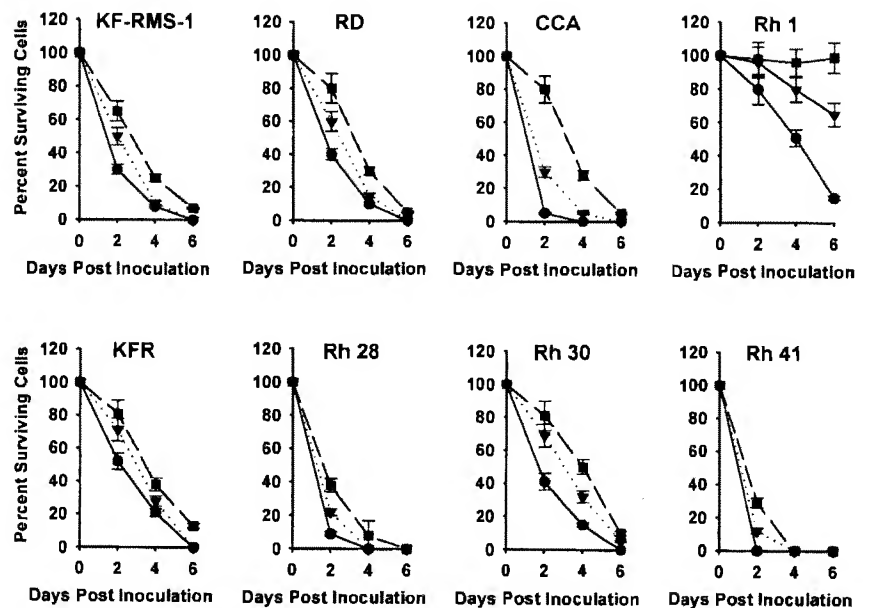 KF-RMS-1 RD CCA Rh 1
Percent Surviving Cells
120 120 120 120
100 100 100 100
80 80 80 80
60 60 60 60
40 40 40 40
20 20 20 20
0 0 0 0
0 2 4 6 0 2 4 6 0 2 4 6 0 2 4 6
Days Post Inoculation Days Post Inoculation Days Post Inoculation Days Post Inoculation
KFR Rh 28 Rh 30 Rh 41
Percent Surviving Cells
120 120 120 120
100 100 100 100
80 80 80 80
60 60 60 60
40 40 40 40
20 20 20 20
0 0 0 0
0 2 4 6 0 2 4 6 0 2 4 6 0 2 4 6
Days Post Inoculation Days Post Inoculation Days Post Inoculation Days Post Inoculation